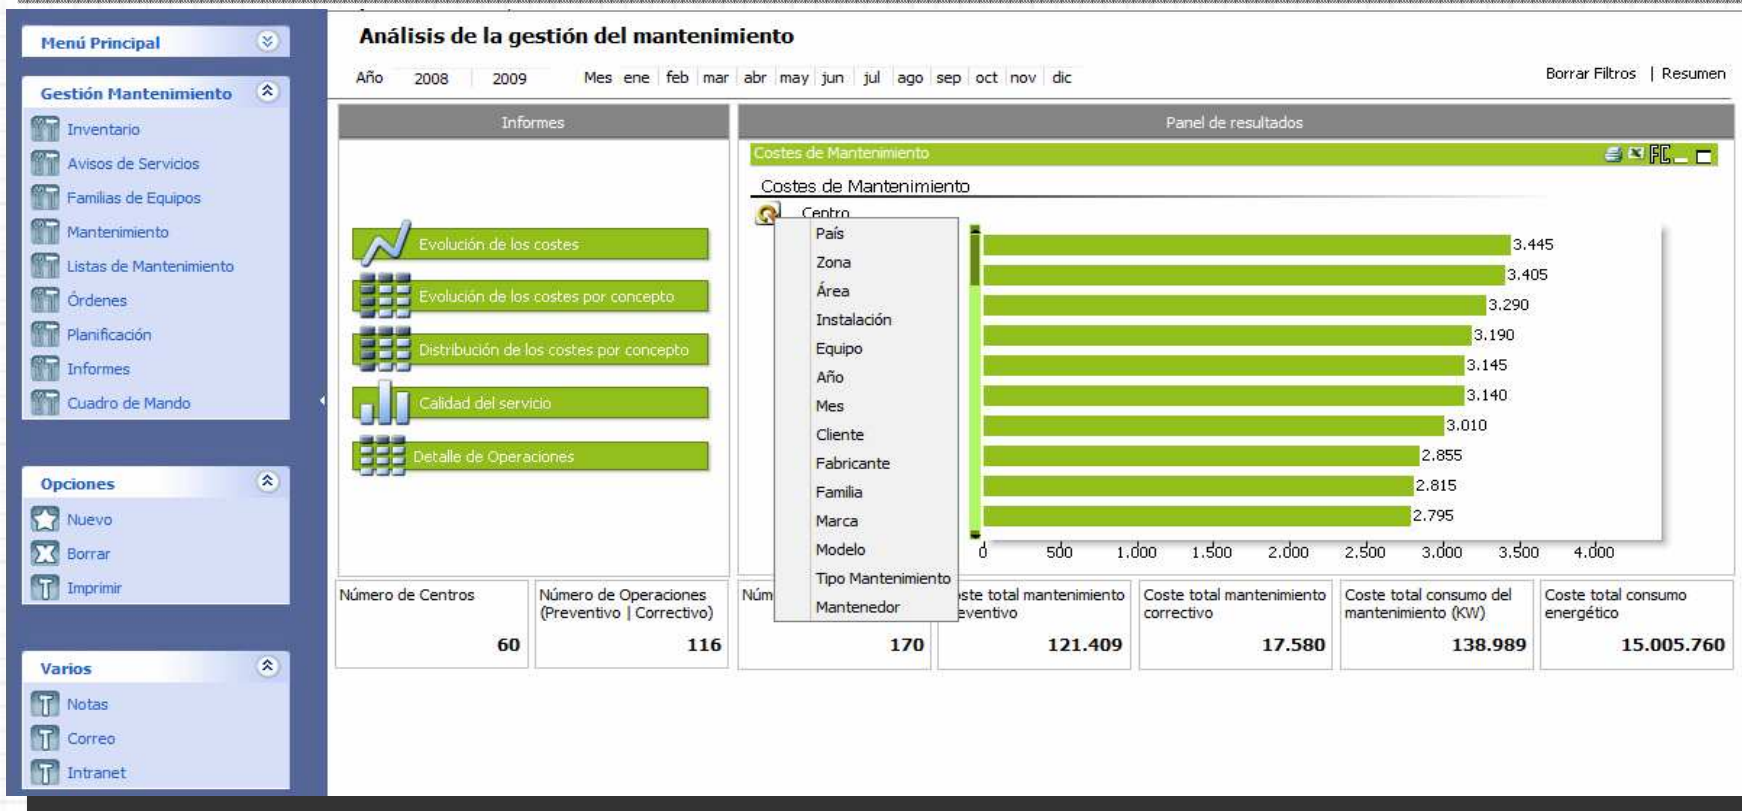 Menú Principal
Gestión Mantenimiento
Inventario
Avisos de Servicios
Familias de Equipos
Mantenimiento
Listas de Mantenimiento
Órdenes
Planificación
Informes
Cuadro de Mando
Opciones
Nuevo
Borrar
Imprimir
Varios
Notas
Correo
Intranet
Análisis de la gestión del mantenimiento
Año 2008 2009 Mes ene feb mar abr may jun jul ago sep oct nov dic
Borrar Filtros | Resumen
Informes
Evolución de los costes
Evolución de los costes por concepto
Distribución de los costes por concepto
Calidad del servicio
Detalle de Operaciones
Panel de resultados
Costes de Mantenimiento
Costes de Mantenimiento
Centro
País
Zona
Área
Instalación
Equipo
Año
Mes
Cliente
Fabricante
Familia
Marca
Modelo
Tipo Mantenimiento
Mantenedor
3.445
3.405
3.290
3.190
3.145
3.140
3.010
2.855
2.815
2.795
0 500 1.000 1.500 2.000 2.500 3.000 3.500 4.000
Número de Centros
60
Número de Operaciones
(Preventivo | Correctivo)
116
170
mantenimiento
121.409
Coste total mantenimiento
correctivo
17.580
Coste total consumo del
mantenimiento (KW)
138.989
Coste total consumo
energético
15.005.760